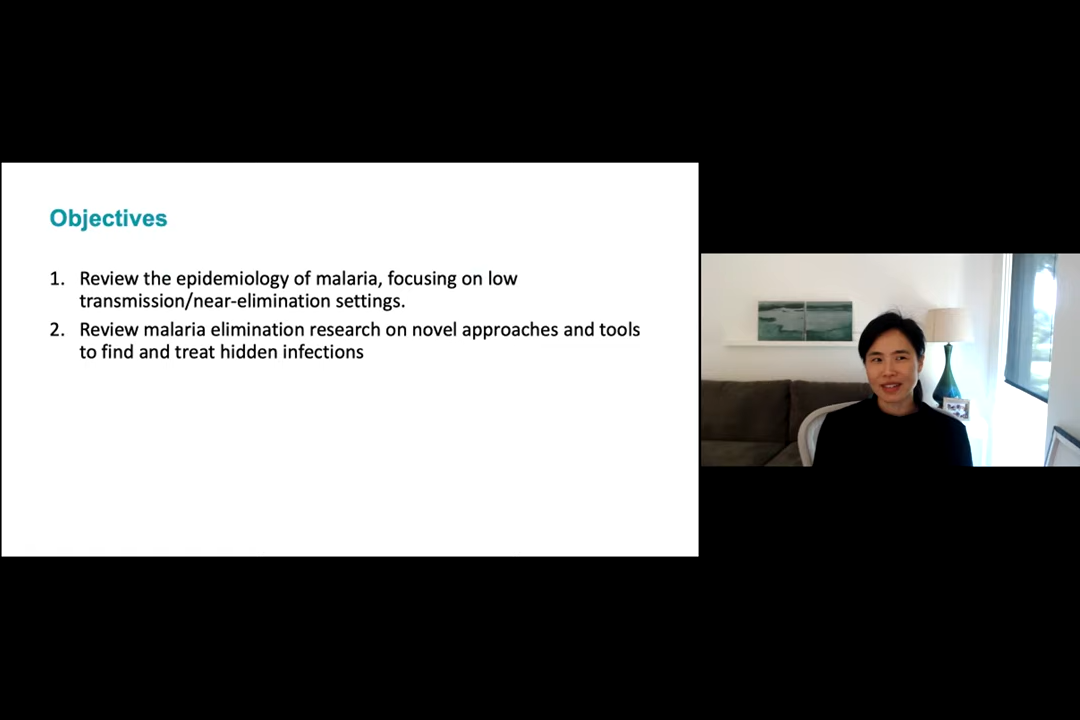 Objectives
1. Review the epidemiology of malaria, focusing on low
transmission/near-elimination settings.
2. Review malaria elimination research on novel approaches and tools
to find and treat hidden infections